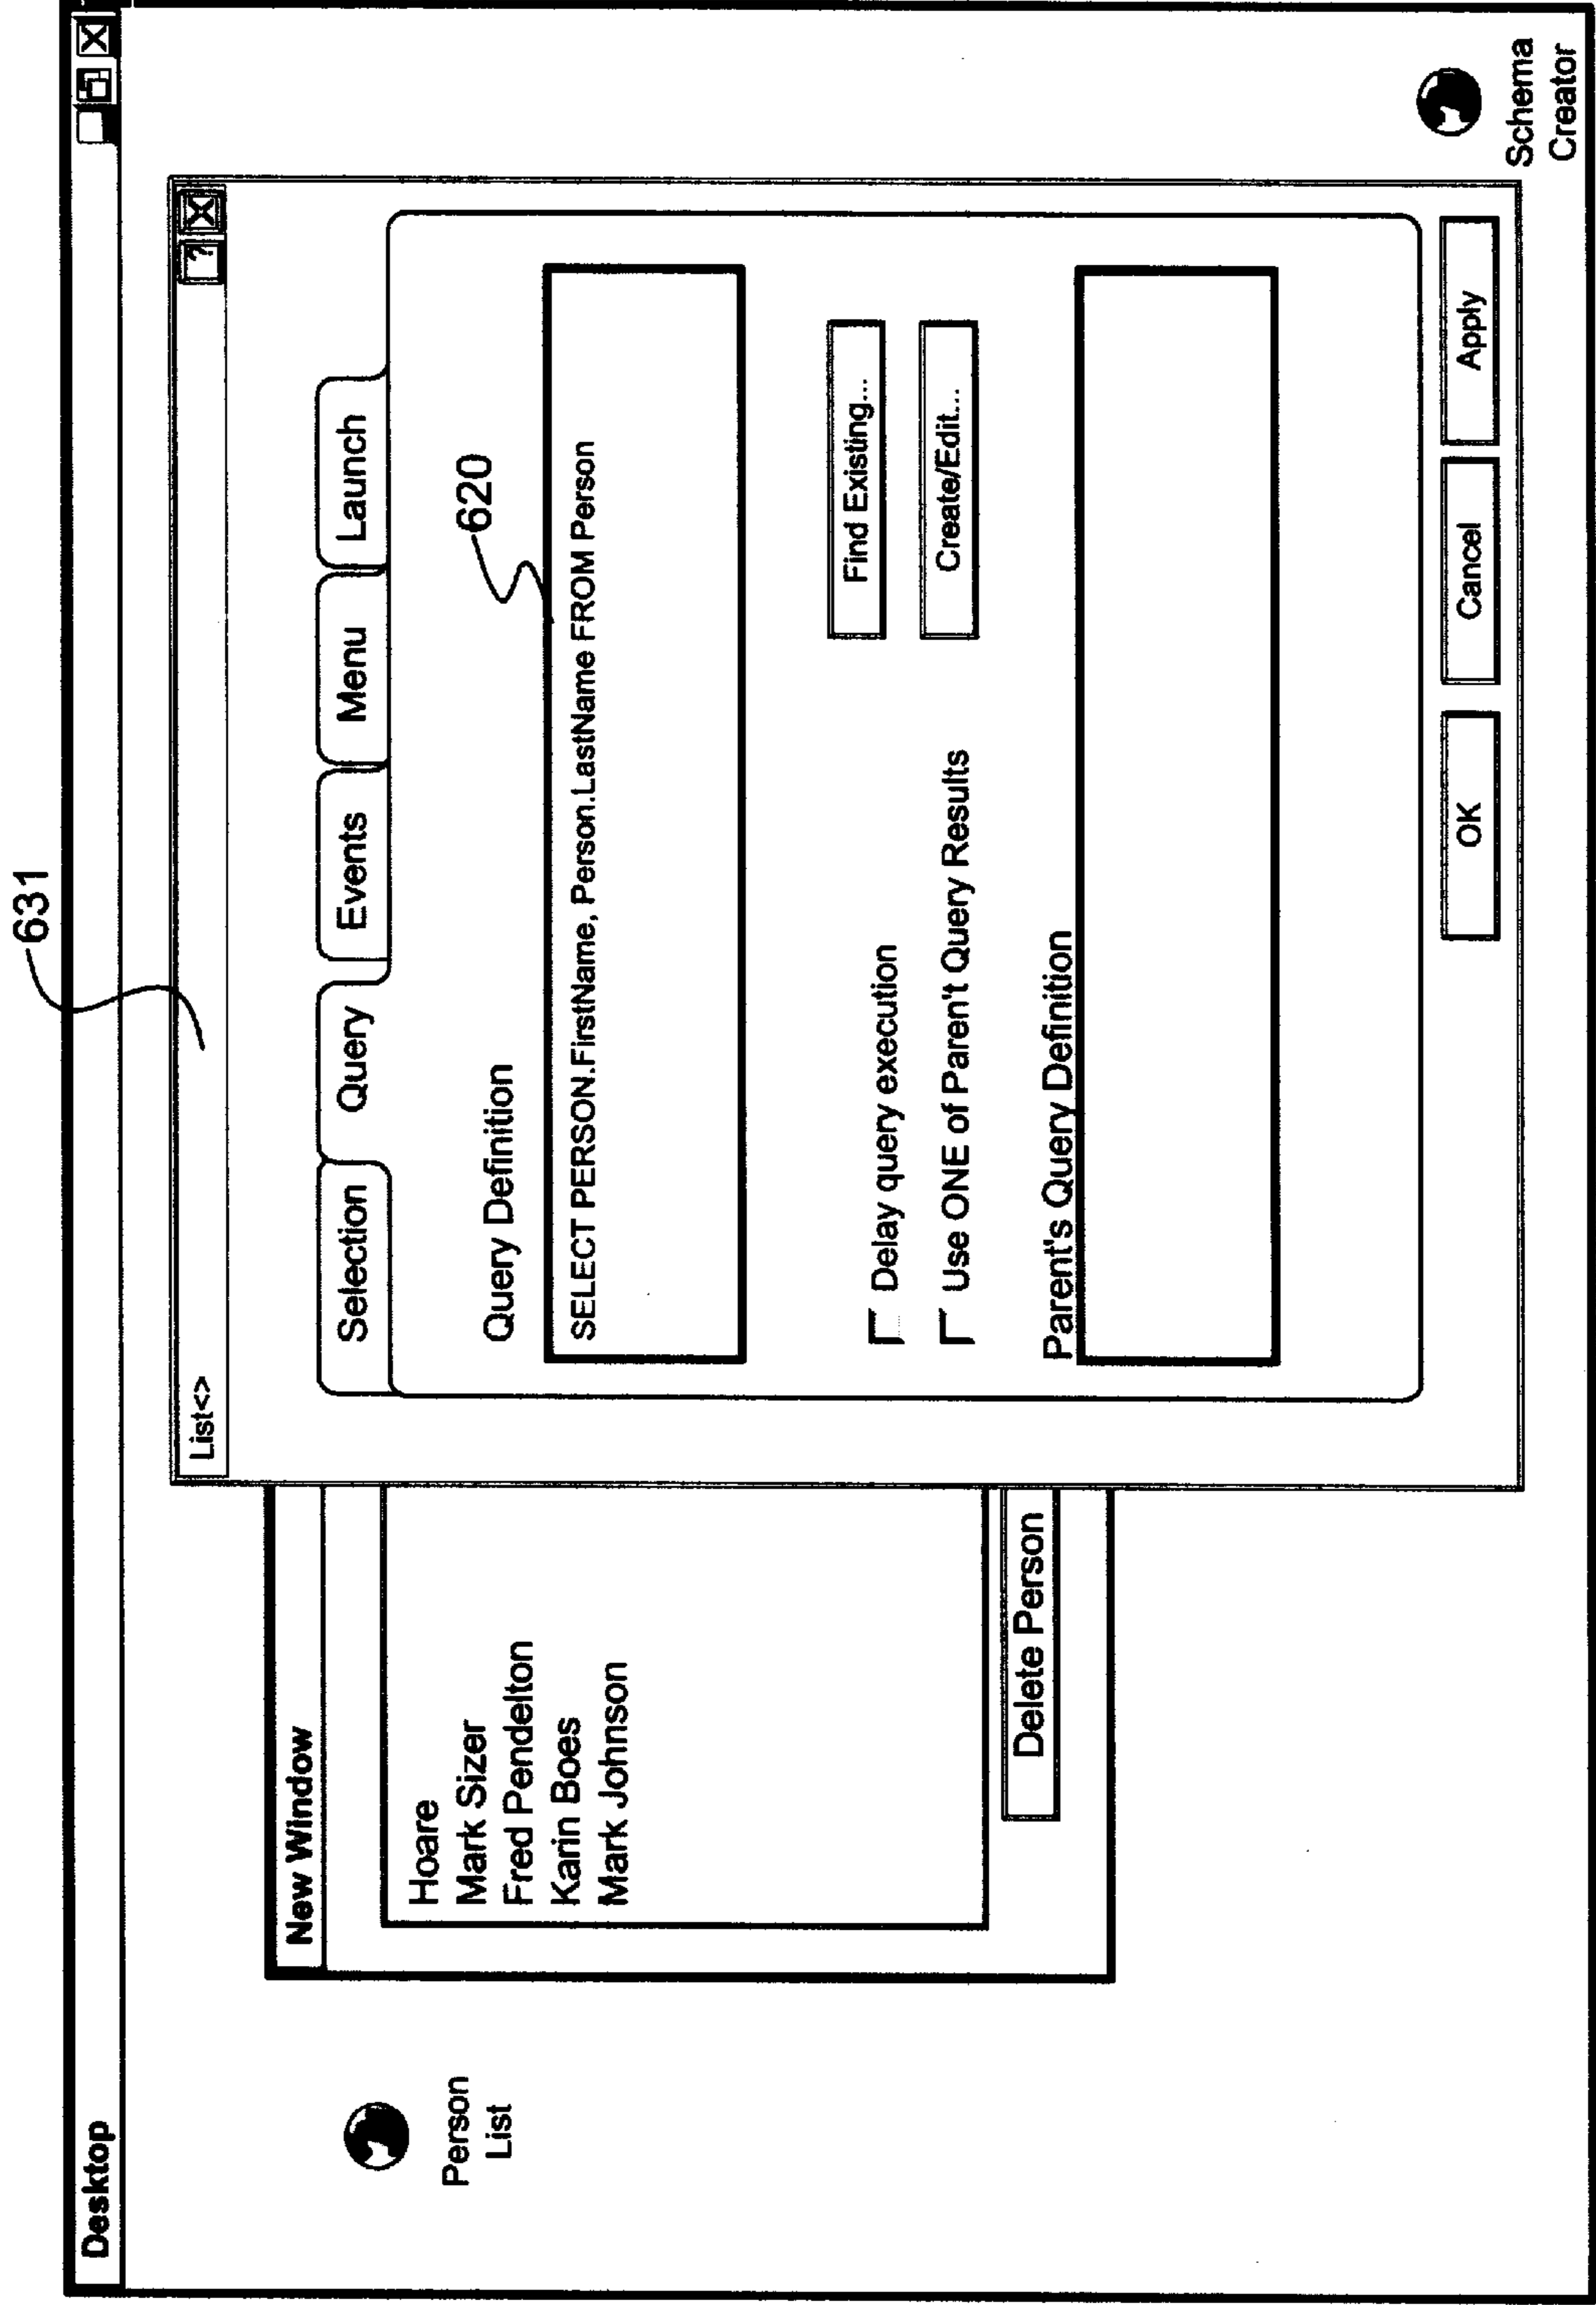 631
Desktop
List<>
?
X
Selection
Query
Events
Menu
Launch
620
Query Definition
SELECT PERSON.FirstName, Person.LastName FROM Person
Find Existing...
Delay query execution
Create/Edit...
Use ONE of Paren't Query Results
Parent's Query Definition
OK
Cancel
Apply
New Window
Hoare
Mark Sizer
Fred Pendelton
Karin Boes
Mark Johnson
Delete Person
Person
List
Schema
Creator